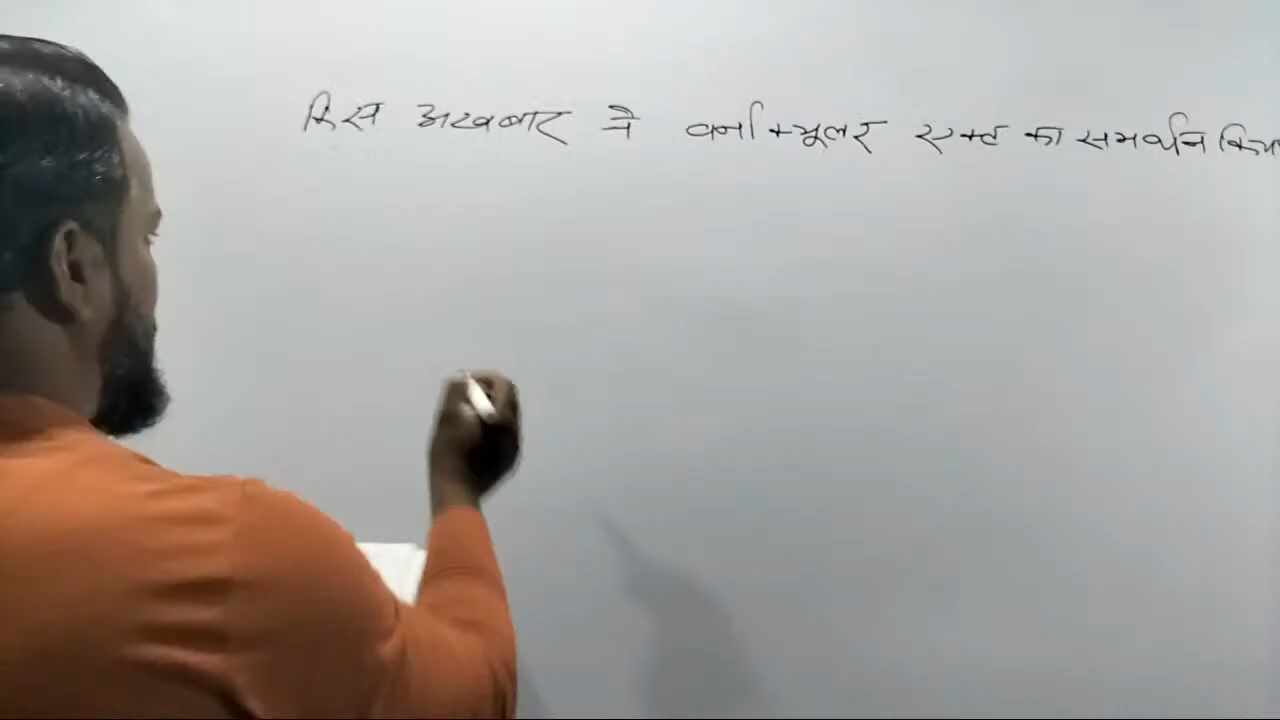 किस अखबार ने वर्नाक्यूलर एक्ट का समर्थन किया